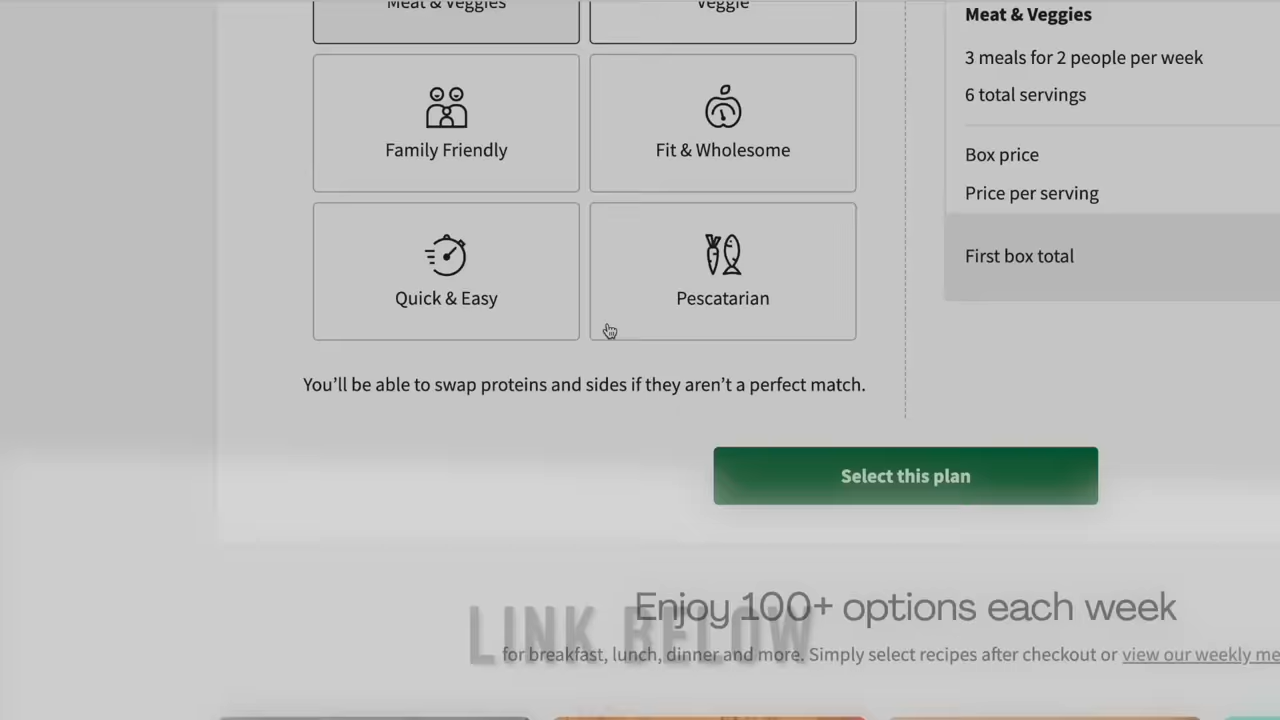 Meat & Veggies
Veggie
Family Friendly
Fit & Wholesome
Quick & Easy
Pescatarian
You’ll be able to swap proteins and sides if they aren’t a perfect match.
Meat & Veggies
3 meals for 2 people per week
6 total servings
Box price
Price per serving
First box total
Select this plan
Enjoy 100+ options each week
LINK BELOW
for breakfast, lunch, dinner and more. Simply select recipes after checkout or view our weekly